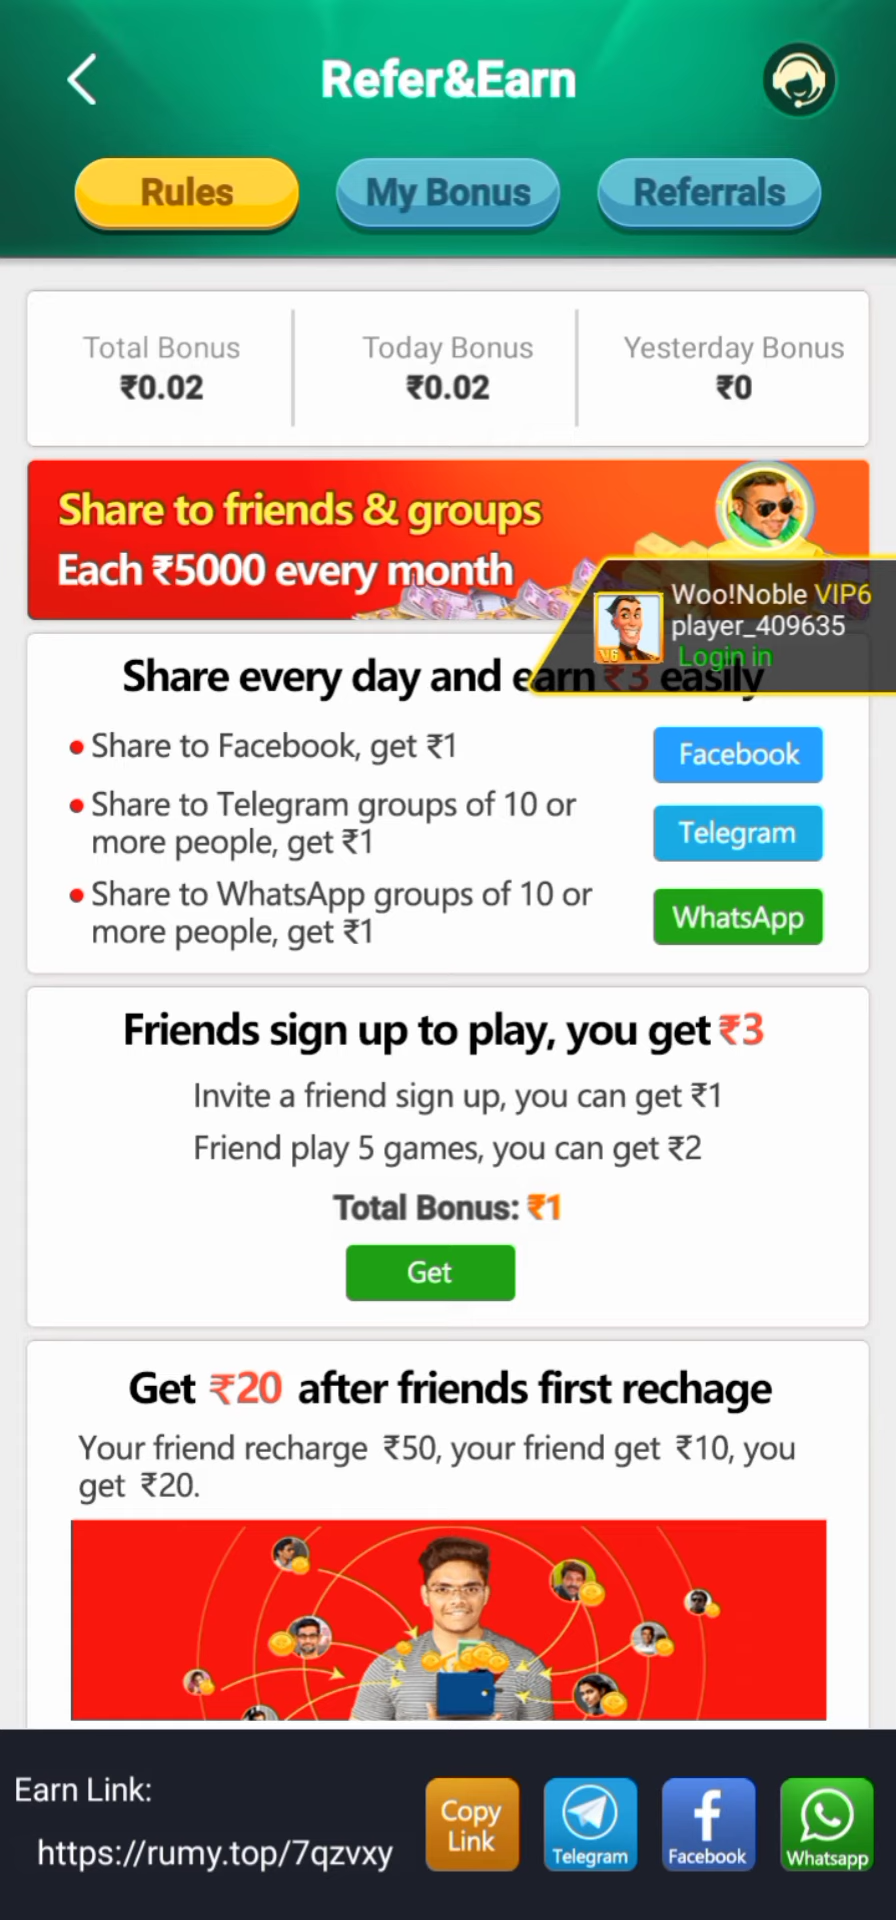 Refer&Earn
Rules
My Bonus
Referrals
Total Bonus
₹0.02
Today Bonus
₹0.02
Yesterday Bonus
₹0
Share to friends & groups
Each ₹5000 every month
Woo!Noble VIP6
player_409635
Login in
V6
Share every day and earn ₹3 easily
Share to Facebook, get ₹1
Facebook
Share to Telegram groups of 10 or
more people, get ₹1
Telegram
Share to WhatsApp groups of 10 or
more people, get ₹1
WhatsApp
Friends sign up to play, you get ₹3
Invite a friend sign up, you can get ₹1
Friend play 5 games, you can get ₹2
Total Bonus: ₹1
Get
Get ₹20 after friends first rechage
Your friend recharge ₹50, your friend get ₹10, you
get ₹20.
Earn Link:
https://rumy.top/7qzvxy
Copy
Link
Telegram
Facebook
Whatsapp